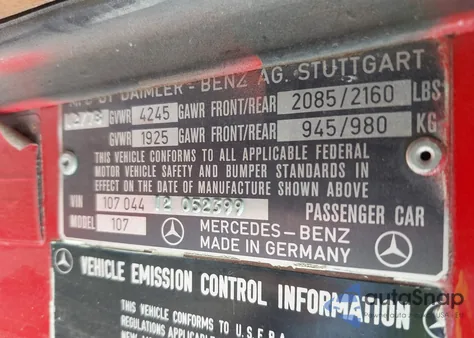 MFG BY DAIMLER-BENZ AG. STUTTGART
GVWR 4245 GAWR FRONT/REAR 2085/2160 LBS
GVWR 1925 GAWR FRONT/REAR 945/980 KG
THIS VEHICLE CONFORMS TO ALL APPLICABLE FEDERAL
MOTOR VEHICLE SAFETY AND BUMPER STANDARDS IN
EFFECT ON THE DATE OF MANUFACTURE SHOWN ABOVE
VIN 107 044 12 052599 PASSENGER CAR
MODEL 107 MERCEDES-BENZ
MADE IN GERMANY
VEHICLE EMISSION CONTROL INFORMATION
THIS VEHICLE CONFORMS TO U.S. E.P.A.
REGULATIONS APPLICABLE
autoSnap